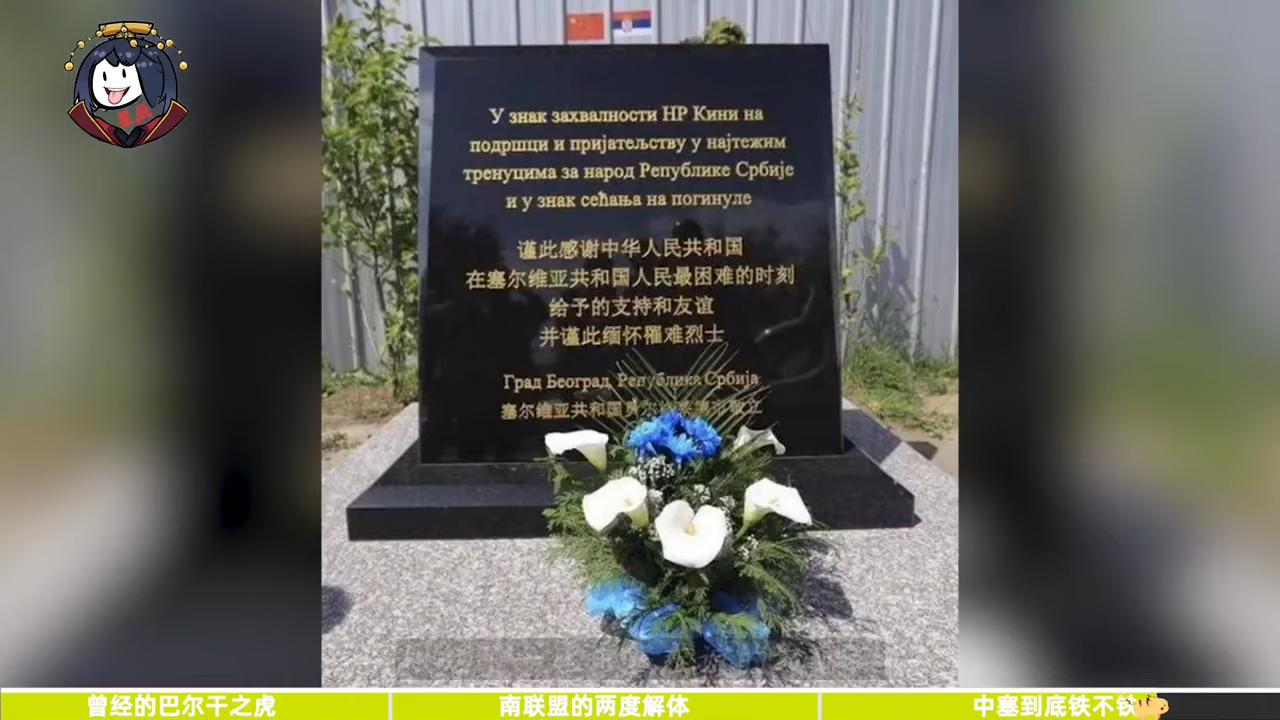 У знак захвалности НР Кини на
подршци и пријатељству у најтежим
тренуцима за народ Републике Србије
и у знак сећања на погинуле
谨此感谢中华人民共和国
在塞尔维亚共和国人民最困难的时刻
给予的支持和友谊
并谨此缅怀罹难烈士
Град Београд, Република Србија
塞尔维亚共和国贝尔
立
曾经的巴尔干之虎
南联盟的两度解体
中塞到底铁不铁